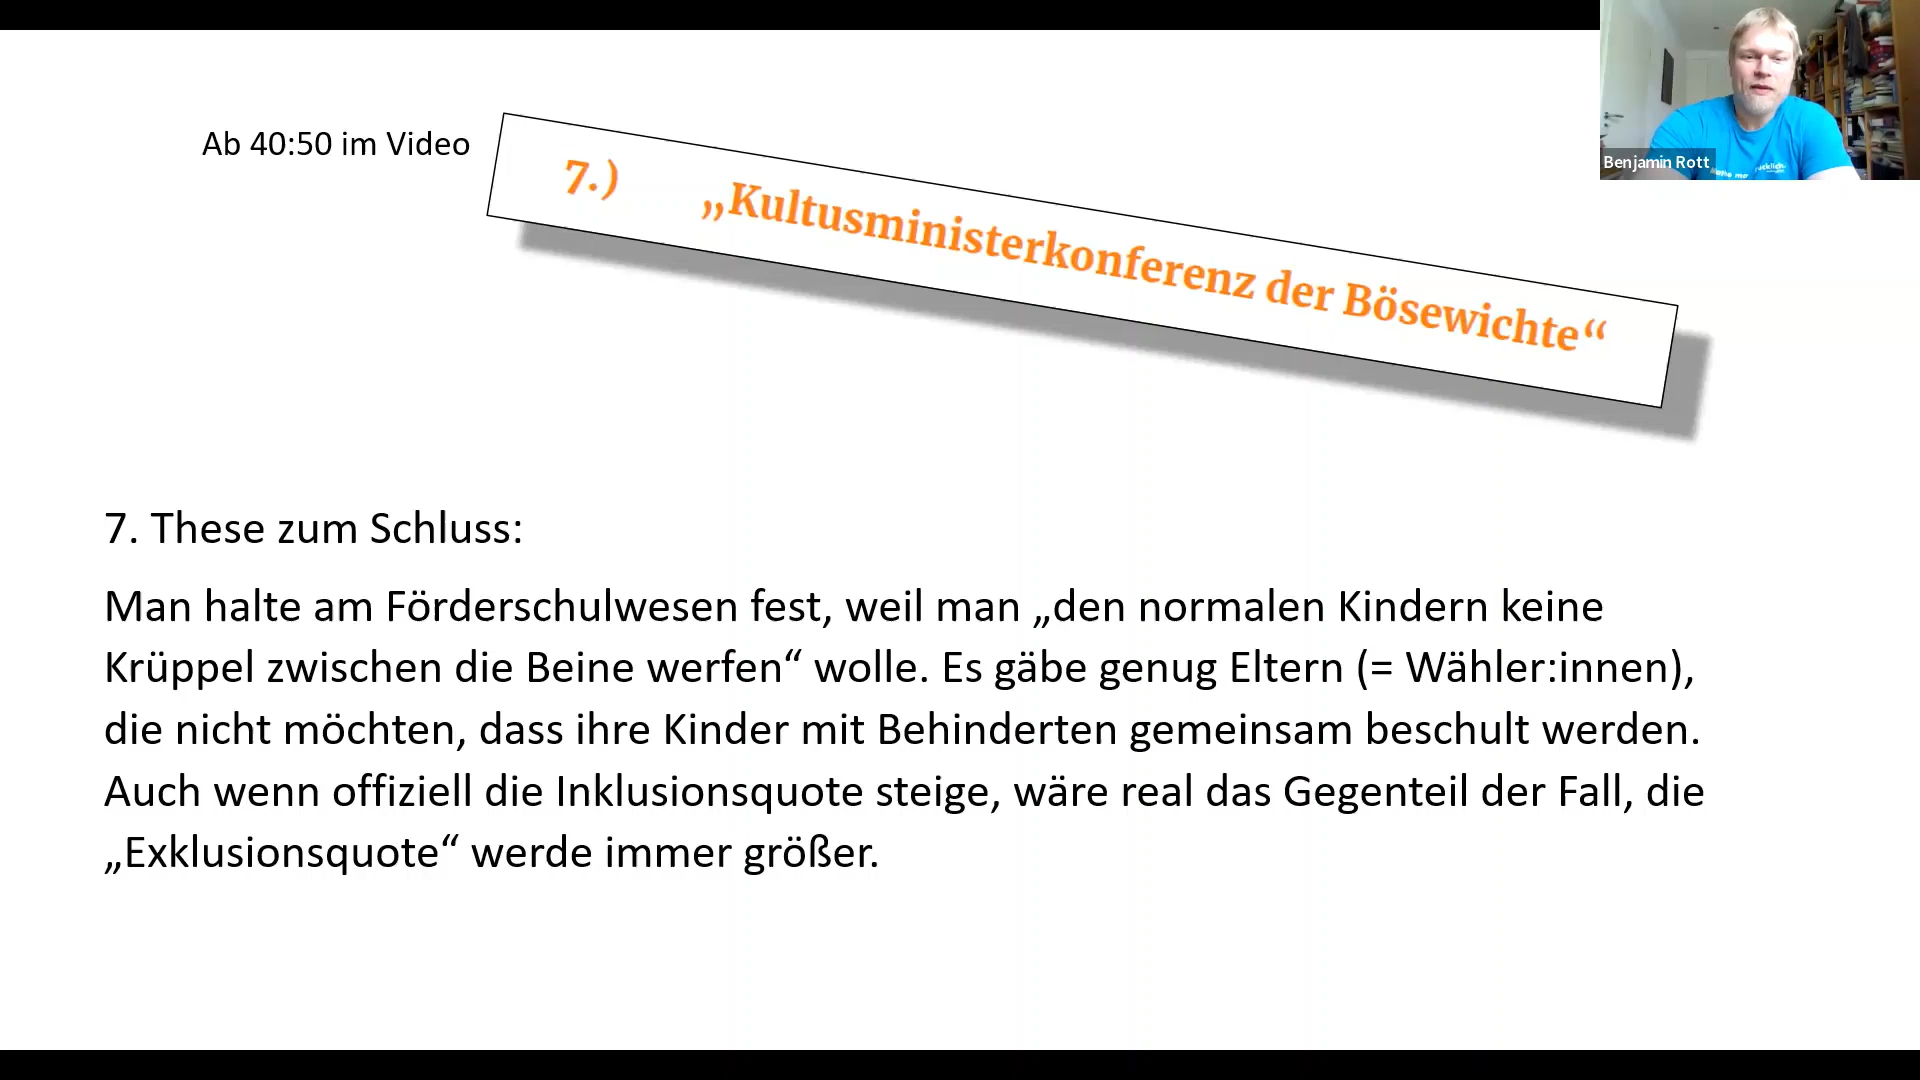 Ab 40:50 im Video
7.) „Kultusministerkonferenz der Bösewichte“
Benjamin Rott
7. These zum Schluss:
Man halte am Förderschulwesen fest, weil man „den normalen Kindern keine
Krüppel zwischen die Beine werfen“ wolle. Es gäbe genug Eltern (= Wähler:innen),
die nicht möchten, dass ihre Kinder mit Behinderten gemeinsam beschult werden.
Auch wenn offiziell die Inklusionsquote steige, wäre real das Gegenteil der Fall, die
„Exklusionsquote“ werde immer größer.